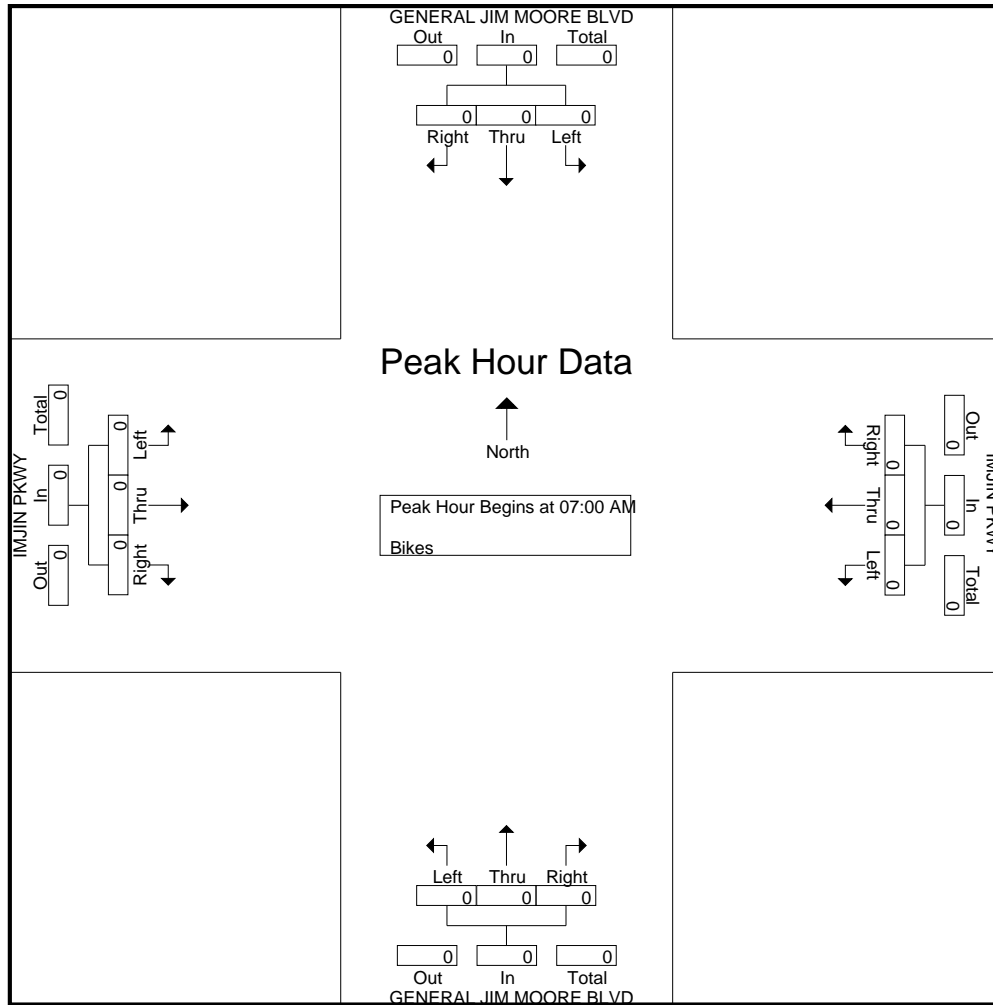 GENERAL JIM MOORE BLVD
Out In Total
0 0 0
0 0 0
Right Thru Left
Peak Hour Data
North
Peak Hour Begins at 07:00 AM
Bikes
IMJIN PKWY
Total In Out
0 0 0
0 0 0
Left Thru Right
Right Thru Left
0 0 0
0 0 0
Out In Total
IMJIN PKWY
Left Thru Right
0 0 0
0 0 0
Out In Total
GENERAL JIM MOORE BLVD